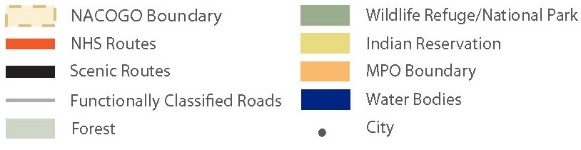 NACOGO Boundary
NHS Routes
Scenic Routes
Functionally Classified Roads
Forest
Wildlife Refuge/National Park
Indian Reservation
MPO Boundary
Water Bodies
City